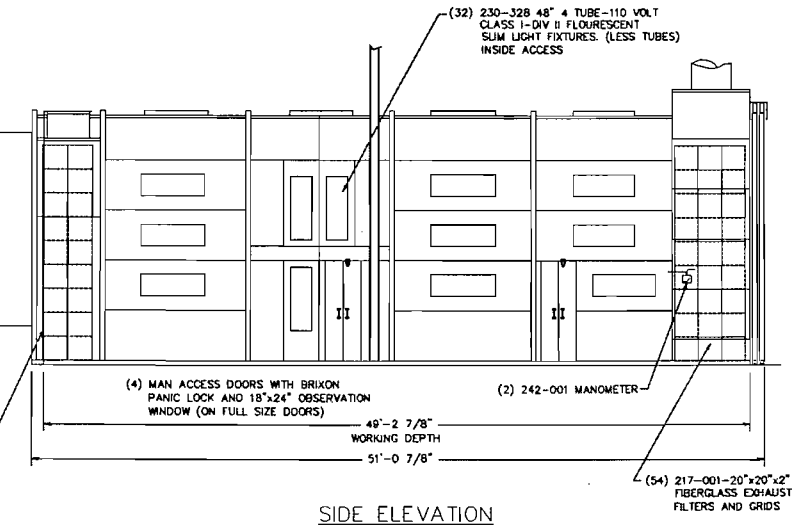 (32) 230-328 48" 4 TUBE-110 VOLT
CLASS I-DIV II FLOURESCENT
SLIM LIGHT FIXTURES. (LESS TUBES)
INSIDE ACCESS
(4) MAN ACCESS DOORS WITH BRIXON
PANIC LOCK AND 18"x24" OBSERVATION
WINDOW (ON FULL SIZE DOORS)
(2) 242-001 MANOMETER
49'-2 7/8"
WORKING DEPTH
51'-0 7/8"
(54) 217-001-20"x20"x2"
FIBERGLASS EXHAUST
FILTERS AND GRIDS
SIDE ELEVATION